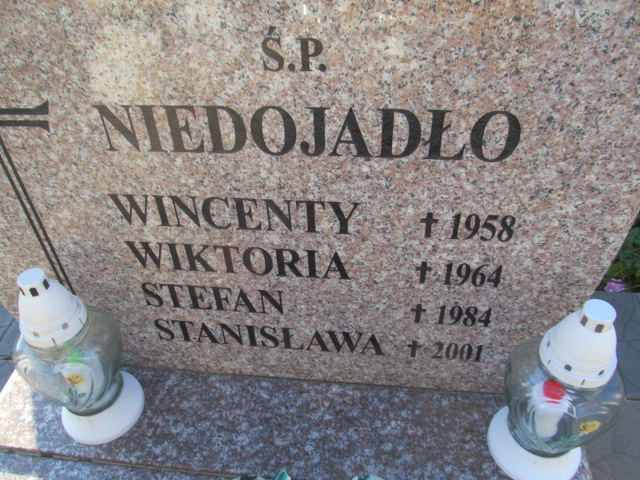 Ś.P.
NIEDOJADŁO
WINCENTY ✝ 1958
WIKTORIA ✝ 1964
STEFAN ✝ 1984
STANISŁAWA ✝ 2001